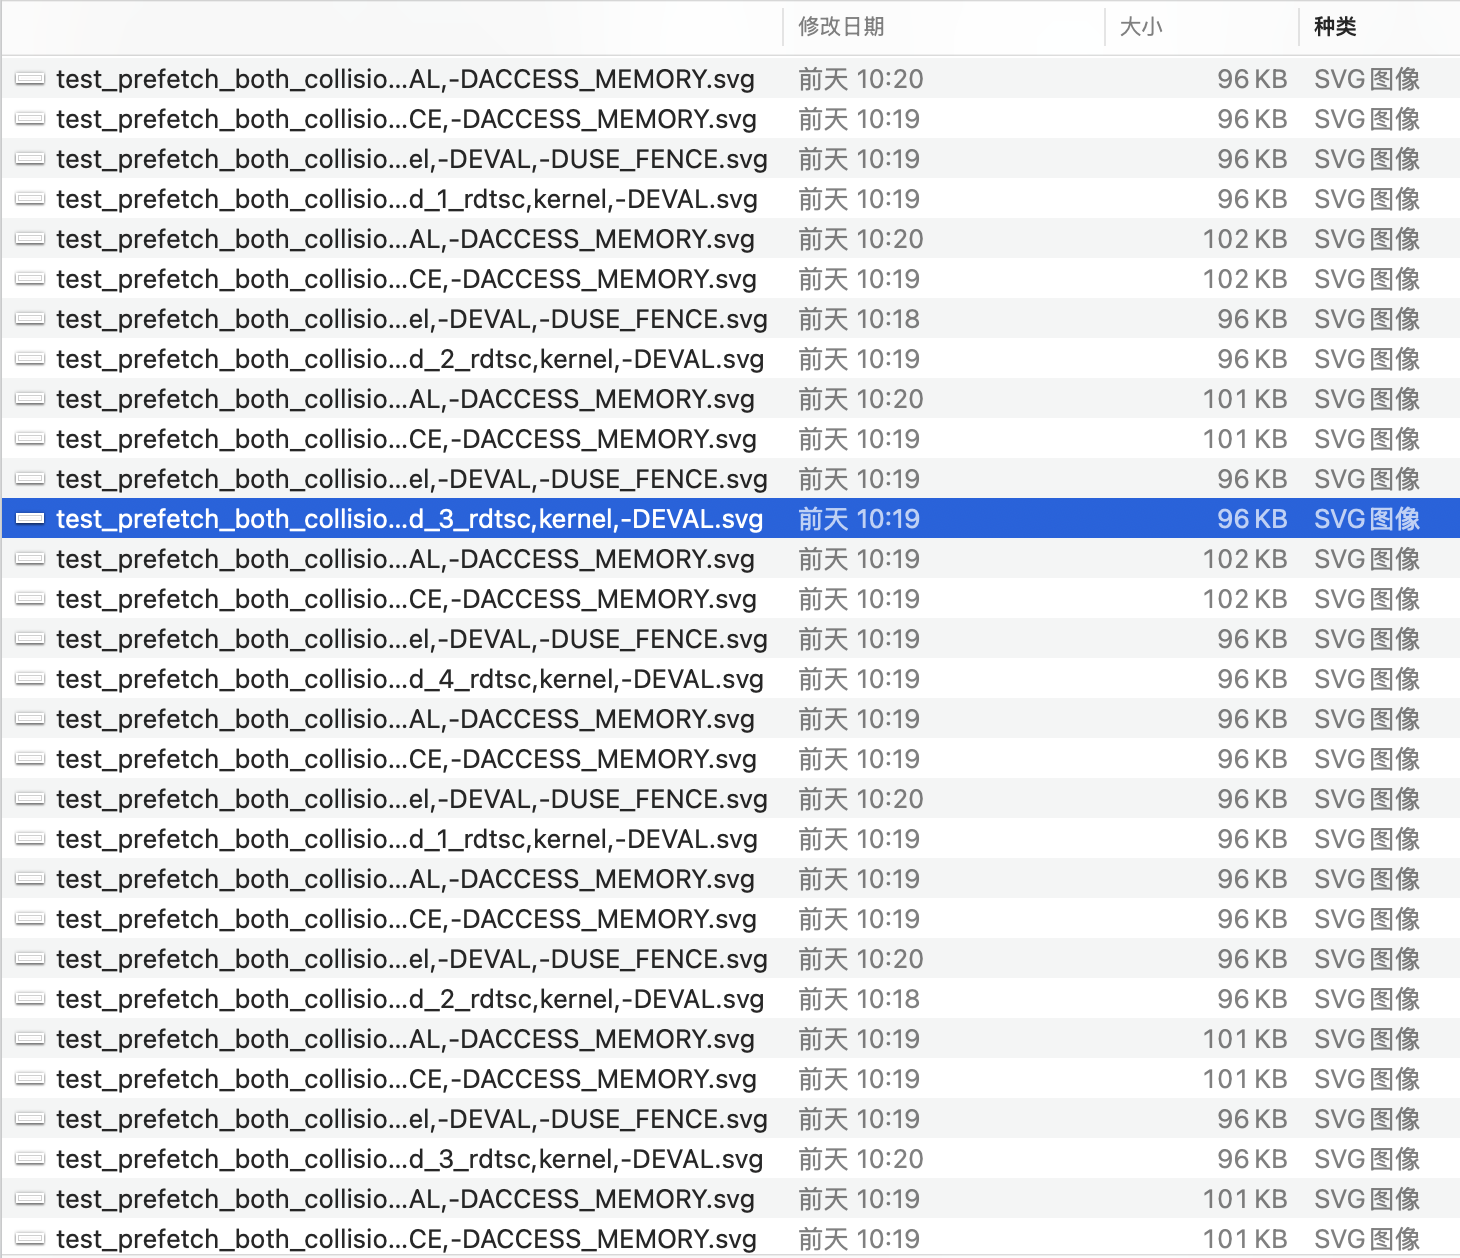 修改日期 大小 种类
test_prefetch_both_collisio...AL,-DACCESS_MEMORY.svg 前天 10:20 96 KB SVG图像
test_prefetch_both_collisio...CE,-DACCESS_MEMORY.svg 前天 10:19 96 KB SVG图像
test_prefetch_both_collisio...el,-DEVAL,-DUSE_FENCE.svg 前天 10:19 96 KB SVG图像
test_prefetch_both_collisio...d_1_rdtsc,kernel,-DEVAL.svg 前天 10:19 96 KB SVG图像
test_prefetch_both_collisio...AL,-DACCESS_MEMORY.svg 前天 10:20 102 KB SVG图像
test_prefetch_both_collisio...CE,-DACCESS_MEMORY.svg 前天 10:19 102 KB SVG图像
test_prefetch_both_collisio...el,-DEVAL,-DUSE_FENCE.svg 前天 10:18 96 KB SVG图像
test_prefetch_both_collisio...d_2_rdtsc,kernel,-DEVAL.svg 前天 10:19 96 KB SVG图像
test_prefetch_both_collisio...AL,-DACCESS_MEMORY.svg 前天 10:20 101 KB SVG图像
test_prefetch_both_collisio...CE,-DACCESS_MEMORY.svg 前天 10:19 101 KB SVG图像
test_prefetch_both_collisio...el,-DEVAL,-DUSE_FENCE.svg 前天 10:19 96 KB SVG图像
test_prefetch_both_collisio...d_3_rdtsc,kernel,-DEVAL.svg 前天 10:19 96 KB SVG图像
test_prefetch_both_collisio...AL,-DACCESS_MEMORY.svg 前天 10:19 102 KB SVG图像
test_prefetch_both_collisio...CE,-DACCESS_MEMORY.svg 前天 10:19 102 KB SVG图像
test_prefetch_both_collisio...el,-DEVAL,-DUSE_FENCE.svg 前天 10:19 96 KB SVG图像
test_prefetch_both_collisio...d_4_rdtsc,kernel,-DEVAL.svg 前天 10:19 96 KB SVG图像
test_prefetch_both_collisio...AL,-DACCESS_MEMORY.svg 前天 10:19 96 KB SVG图像
test_prefetch_both_collisio...CE,-DACCESS_MEMORY.svg 前天 10:19 96 KB SVG图像
test_prefetch_both_collisio...el,-DEVAL,-DUSE_FENCE.svg 前天 10:20 96 KB SVG图像
test_prefetch_both_collisio...d_1_rdtsc,kernel,-DEVAL.svg 前天 10:19 96 KB SVG图像
test_prefetch_both_collisio...AL,-DACCESS_MEMORY.svg 前天 10:19 96 KB SVG图像
test_prefetch_both_collisio...CE,-DACCESS_MEMORY.svg 前天 10:19 96 KB SVG图像
test_prefetch_both_collisio...el,-DEVAL,-DUSE_FENCE.svg 前天 10:20 96 KB SVG图像
test_prefetch_both_collisio...d_2_rdtsc,kernel,-DEVAL.svg 前天 10:18 96 KB SVG图像
test_prefetch_both_collisio...AL,-DACCESS_MEMORY.svg 前天 10:19 101 KB SVG图像
test_prefetch_both_collisio...CE,-DACCESS_MEMORY.svg 前天 10:19 101 KB SVG图像
test_prefetch_both_collisio...el,-DEVAL,-DUSE_FENCE.svg 前天 10:19 96 KB SVG图像
test_prefetch_both_collisio...d_3_rdtsc,kernel,-DEVAL.svg 前天 10:20 96 KB SVG图像
test_prefetch_both_collisio...AL,-DACCESS_MEMORY.svg 前天 10:19 101 KB SVG图像
test_prefetch_both_collisio...CE,-DACCESS_MEMORY.svg 前天 10:19 101 KB SVG图像